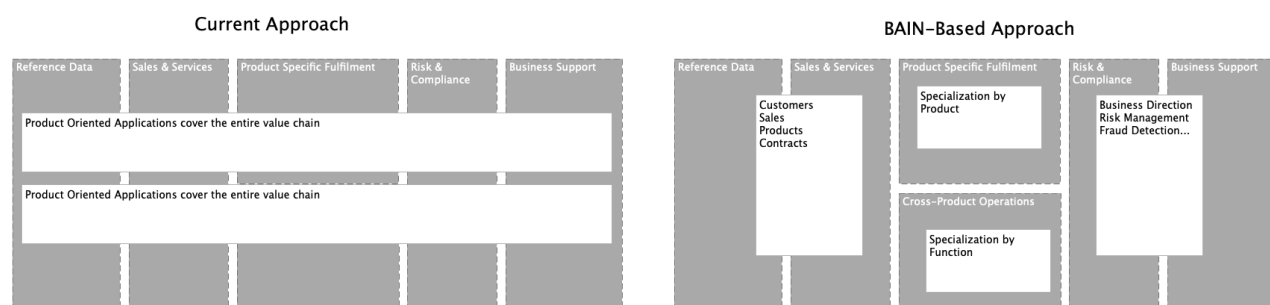 Current Approach
Reference Data
Sales & Services
Product Specific Fulfilment
Risk &
Compliance
Business Support
Product Oriented Applications cover the entire value chain
Product Oriented Applications cover the entire value chain
BAIN-Based Approach
Reference Data
Sales & Services
Product Specific Fulfilment
Risk &
Compliance
Business Support
Customers
Sales
Products
Contracts
Specialization by
Product
Business Direction
Risk Management
Fraud Detection...
Cross-Product Operations
Specialization by
Function